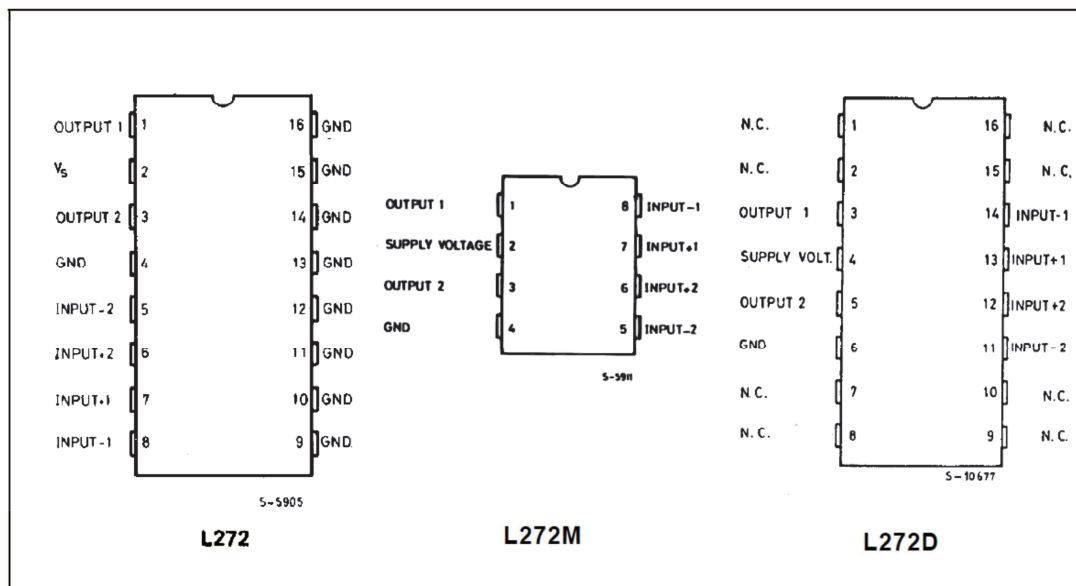 OUTPUT 1 1 16 GND
Vs 2 15 GND
OUTPUT 2 3 14 GND
GND 4 13 GND
INPUT-2 5 12 GND
INPUT+2 6 11 GND
INPUT+1 7 10 GND
INPUT-1 8 9 GND
S-5905
L272
OUTPUT 1 1 8 INPUT-1
SUPPLY VOLTAGE 2 7 INPUT+1
OUTPUT 2 3 6 INPUT+2
GND 4 5 INPUT-2
S-5911
L272M
N.C. 1 16 N.C.
N.C. 2 15 N.C.
OUTPUT 1 3 14 INPUT-1
SUPPLY VOLT. 4 13 INPUT+1
OUTPUT 2 5 12 INPUT+2
GND 6 11 INPUT-2
N.C. 7 10 N.C.
N.C. 8 9 N.C.
S-10677
L272D